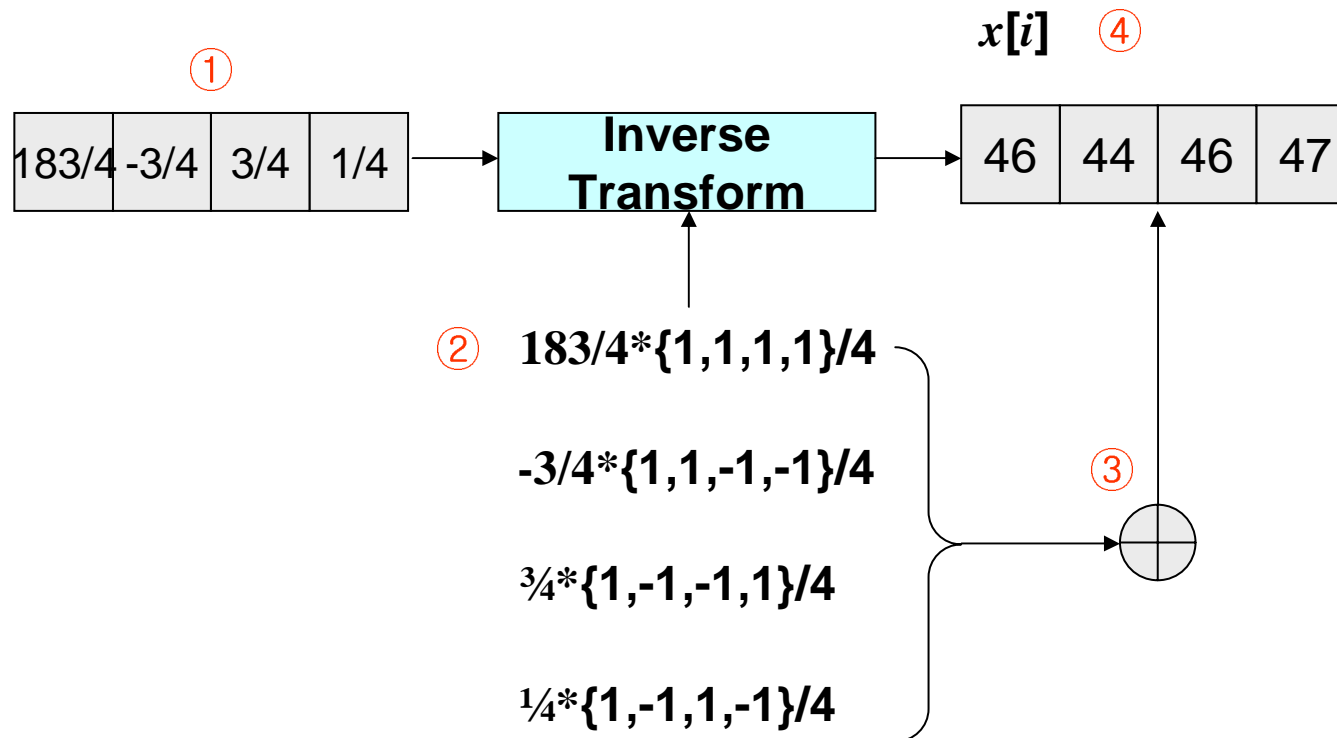 x[i] ④
①
183/4 -3/4 3/4 1/4
Inverse
Transform
46 44 46 47
② 183/4*{1,1,1,1}/4
-3/4*{1,1,-1,-1}/4
③
¾*{1,-1,-1,1}/4
¼*{1,-1,1,-1}/4